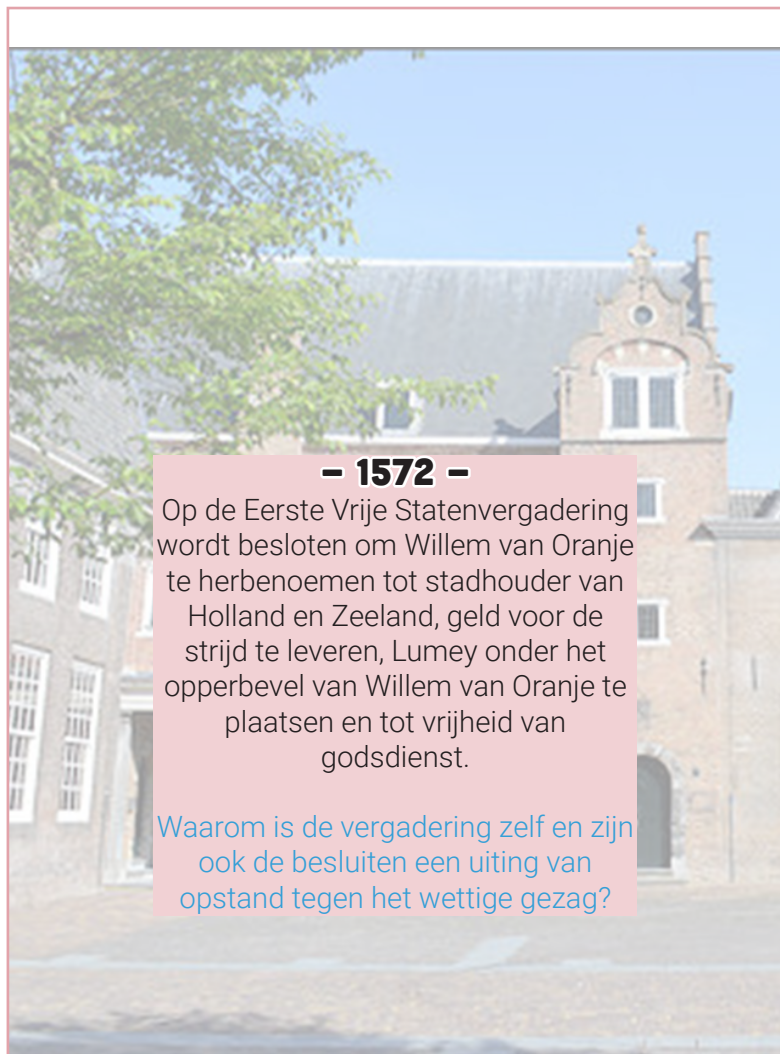 – 1572 –
Op de Eerste Vrije Statenvergadering
wordt besloten om Willem van Oranje
te herbenoemen tot stadhouder van
Holland en Zeeland, geld voor de
strijd te leveren, Lumey onder het
opperbevel van Willem van Oranje te
plaatsen en tot vrijheid van
godsdienst.
Waarom is de vergadering zelf en zijn
ook de besluiten een uiting van
opstand tegen het wettige gezag?